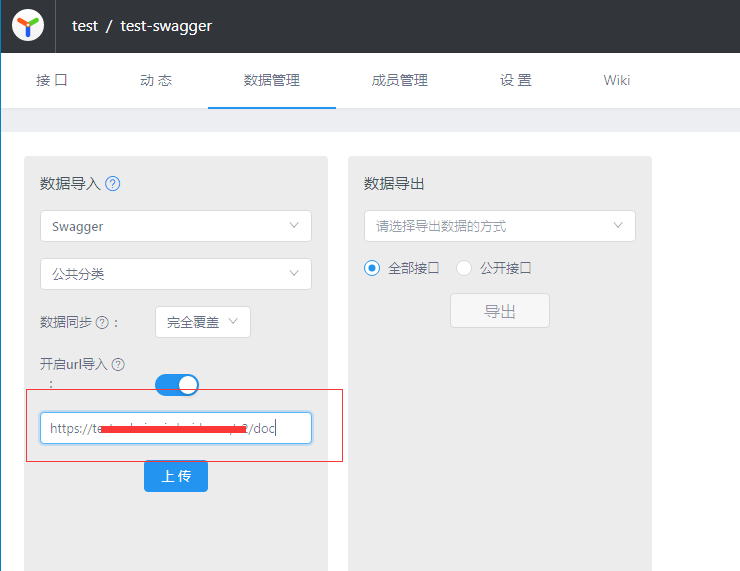 test / test-swagger
接 口 动 态 数据管理 成员管理 设 置 Wiki
数据导入 ?
Swagger
公共分类
数据同步 ? :
完全覆盖
开启url导入 ?
:
https://te 2/doc
上 传
数据导出
请选择导出数据的方式
全部接口 公开接口
导出